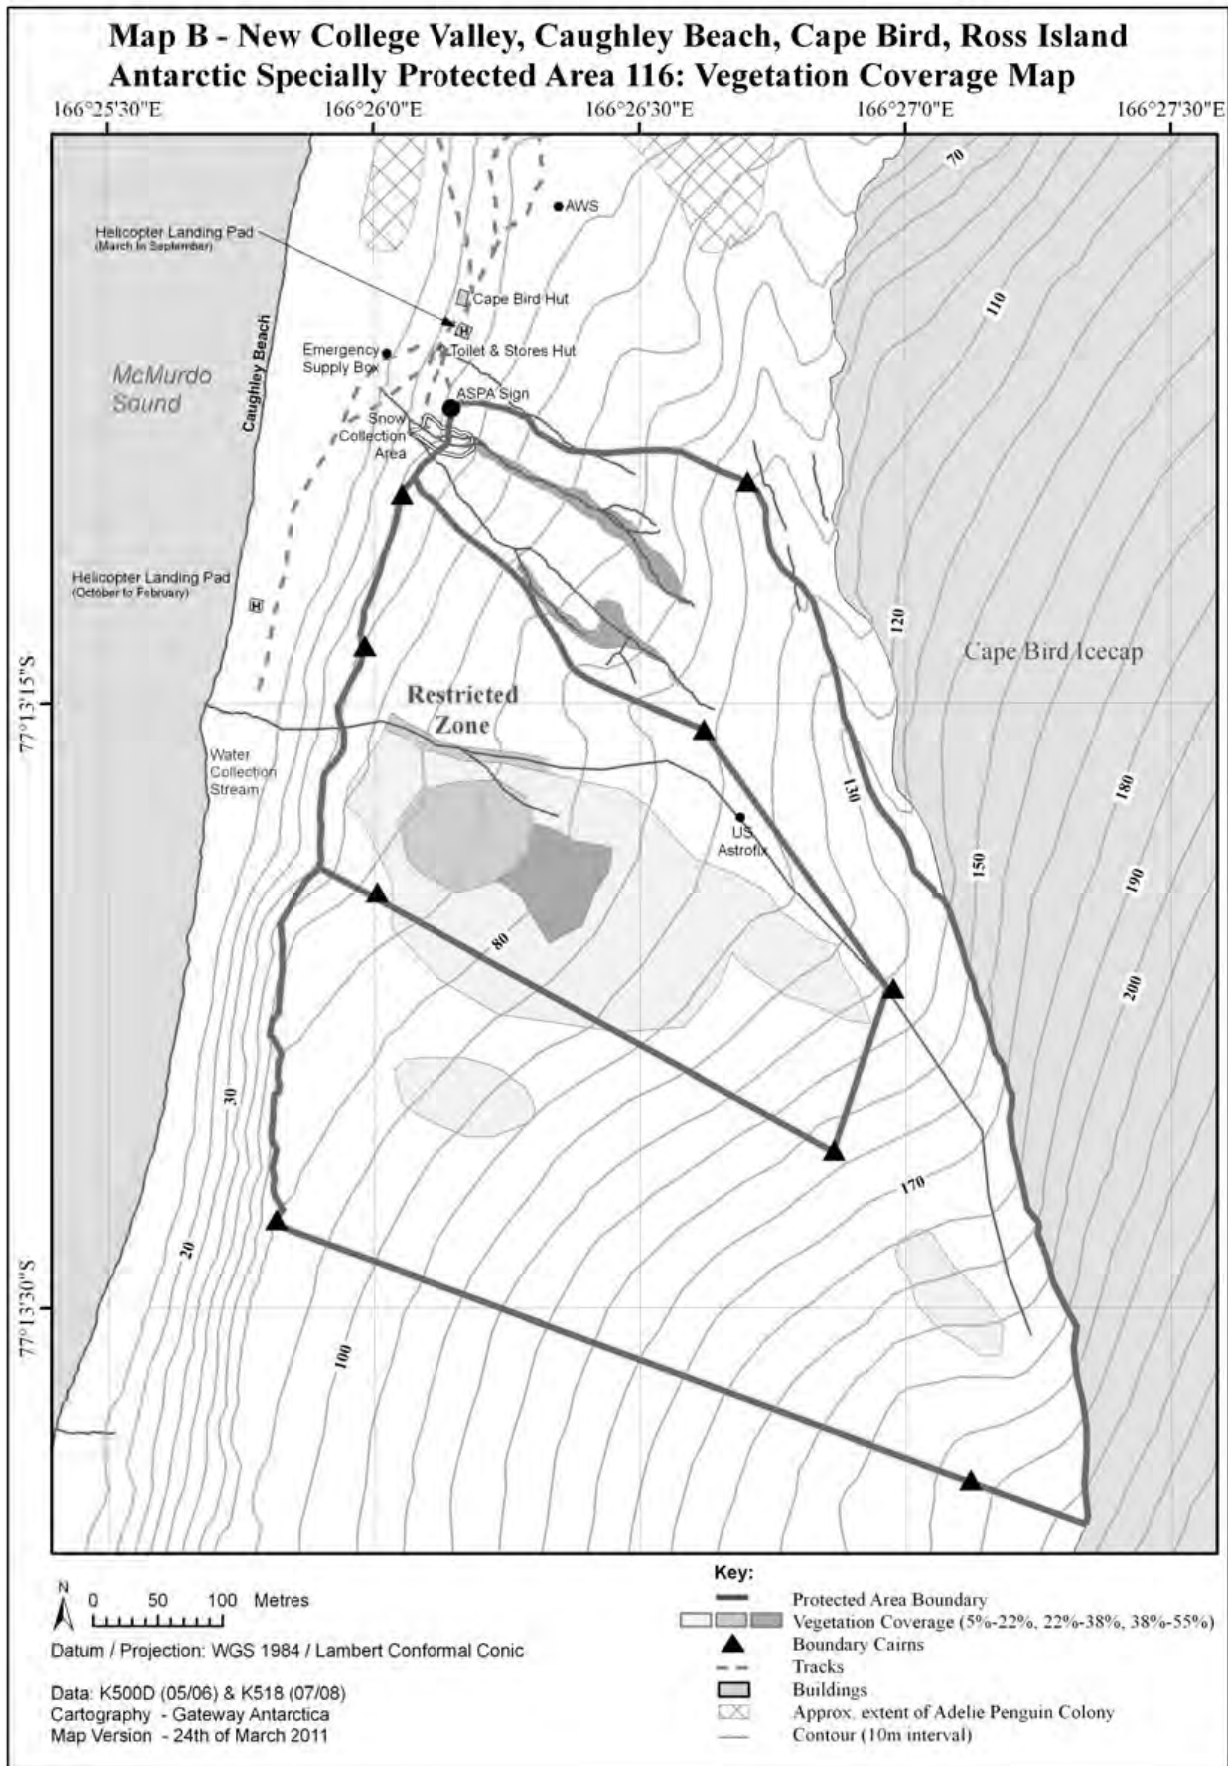 Map B - New College Valley, Caughley Beach, Cape Bird, Ross Island
Antarctic Specially Protected Area 116: Vegetation Coverage Map
166°25'30"E
166°26'0"E
166°26'30"E
166°27'0"E
166°27'30"E
70
AWS
Helicopter Landing Pad
(March to September)
Cape Bird Hut
110
H
Toilet & Stores Hut
Emergency
Supply Box
Caughley Beach
McMurdo
Sound
ASPA Sign
Snow
Collection
Area
Helicopter Landing Pad
(October to February)
H
120
Cape Bird Icecap
77°13'15"S
Restricted
Zone
Water
Collection
Stream
130
180
US
Astrofix
150
190
80
200
30
170
20
77°13'30"S
100
N
0 50 100 Metres
Datum / Projection: WGS 1984 / Lambert Conformal Conic
Data: K500D (05/06) & K518 (07/08)
Cartography - Gateway Antarctica
Map Version - 24th of March 2011
Key:
Protected Area Boundary
Vegetation Coverage (5%-22%, 22%-38%, 38%-55%)
Boundary Cairns
Tracks
Buildings
Approx. extent of Adelie Penguin Colony
Contour (10m interval)